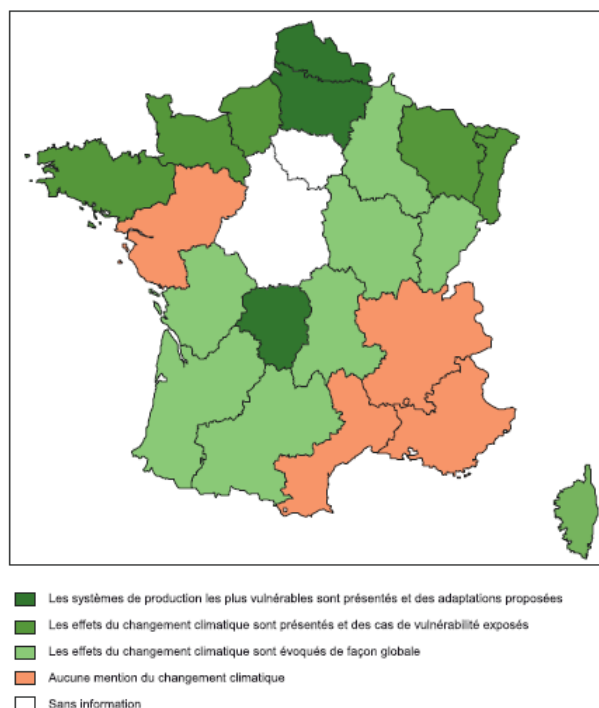 Les systèmes de production les plus vulnérables sont présentés et des adaptations proposées
Les effets du changement climatique sont présentés et des cas de vulnérabilité exposés
Les effets du changement climatique sont évoqués de façon globale
Aucune mention du changement climatique
Sans information